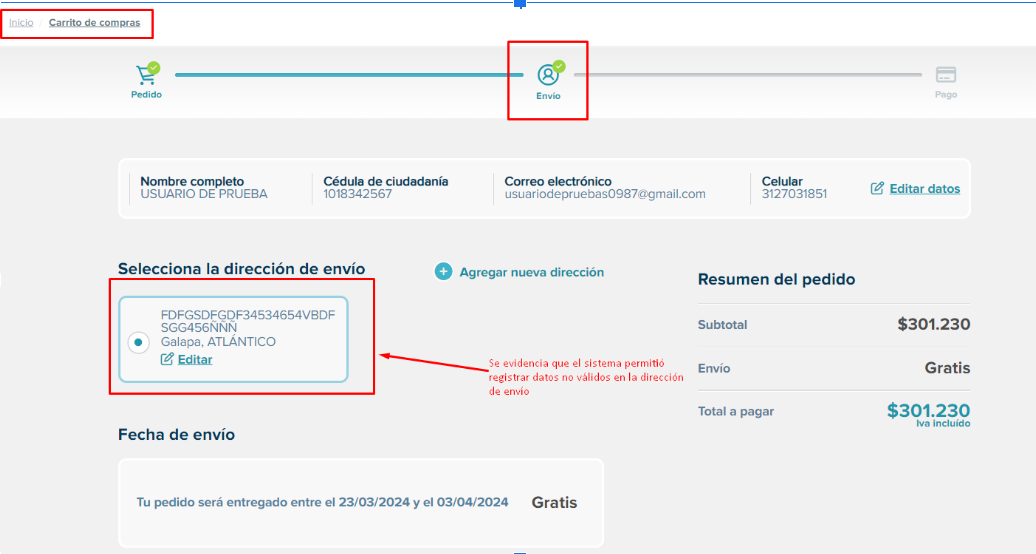 Inicio / Carrito de compras
Pedido
Envío
Pago
Nombre completo
USUARIO DE PRUEBA
Cédula de ciudadanía
1018342567
Correo electrónico
usuariodepruebas0987@gmail.com
Celular
3127031851
Editar datos
Selecciona la dirección de envío
Agregar nueva dirección
FDFGSDFGDF34534654VBDF
SGG456ÑÑÑ
Galapa, ATLÁNTICO
Editar
Se evidencia que el sistema permitió
registrar datos no válidos en la dirección
de envío
Fecha de envío
Tu pedido será entregado entre el 23/03/2024 y el 03/04/2024
Gratis
Resumen del pedido
Subtotal
$301.230
Envío
Gratis
Total a pagar
$301.230
Iva incluído